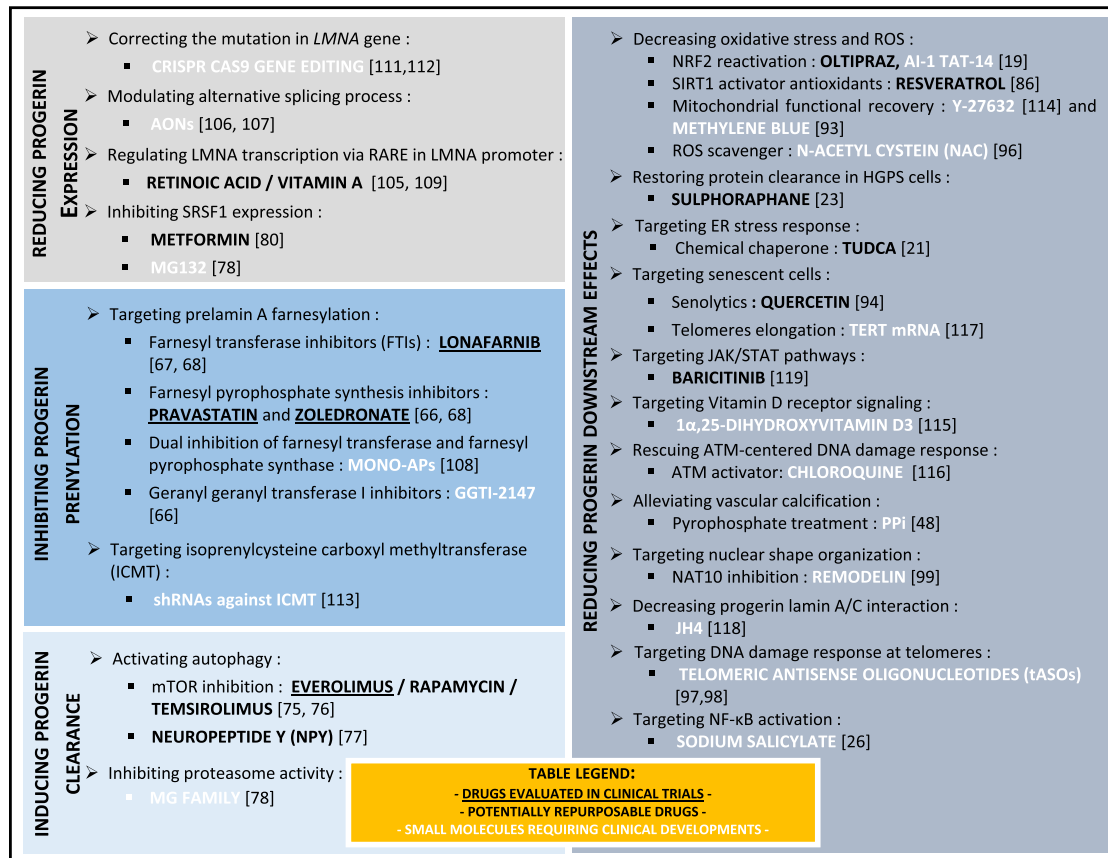 REDUCING PROGERIN
EXPRESSION
➢ Correcting the mutation in LMNA gene :
▪ CRISPR CAS9 GENE EDITING [111,112]
➢ Modulating alternative splicing process :
▪ AONs [106, 107]
➢ Regulating LMNA transcription via RARE in LMNA promoter :
▪ RETINOIC ACID / VITAMIN A [105, 109]
➢ Inhibiting SRSF1 expression :
▪ METFORMIN [80]
▪ MG132 [78]
INHIBITING PROGERIN
PRENYLATION
➢ Targeting prelamin A farnesylation :
▪ Farnesyl transferase inhibitors (FTIs) : LONAFARNIB
[67, 68]
▪ Farnesyl pyrophosphate synthesis inhibitors :
PRAVASTATIN and ZOLEDRONATE [66, 68]
▪ Dual inhibition of farnesyl transferase and farnesyl
pyrophosphate synthase : MONO-APs [108]
▪ Geranyl geranyl transferase I inhibitors : GGTI-2147
[66]
➢ Targeting isoprenylcysteine carboxyl methyltransferase
(ICMT) :
▪ shRNAs against ICMT [113]
INDUCING PROGERIN
CLEARANCE
➢ Activating autophagy :
▪ mTOR inhibition : EVEROLIMUS / RAPAMYCIN /
TEMSIROLIMUS [75, 76]
▪ NEUROPEPTIDE Y (NPY) [77]
➢ Inhibiting proteasome activity :
▪ MG FAMILY [78]
REDUCING PROGERIN DOWNSTREAM EFFECTS
➢ Decreasing oxidative stress and ROS :
▪ NRF2 reactivation : OLTIPRAZ, AI-1 TAT-14 [19]
▪ SIRT1 activator antioxidants : RESVERATROL [86]
▪ Mitochondrial functional recovery : Y-27632 [114] and
METHYLENE BLUE [93]
▪ ROS scavenger : N-ACETYL CYSTEIN (NAC) [96]
➢ Restoring protein clearance in HGPS cells :
▪ SULPHORAPHANE [23]
➢ Targeting ER stress response :
▪ Chemical chaperone : TUDCA [21]
➢ Targeting senescent cells :
▪ Senolytics : QUERCETIN [94]
▪ Telomeres elongation : TERT mRNA [117]
➢ Targeting JAK/STAT pathways :
▪ BARICITINIB [119]
➢ Targeting Vitamin D receptor signaling :
▪ 1α,25-DIHYDROXYVITAMIN D3 [115]
➢ Rescuing ATM-centered DNA damage response :
▪ ATM activator: CHLOROQUINE [116]
➢ Alleviating vascular calcification :
▪ Pyrophosphate treatment : PPi [48]
➢ Targeting nuclear shape organization :
▪ NAT10 inhibition : REMODELIN [99]
➢ Decreasing progerin lamin A/C interaction :
▪ JH4 [118]
➢ Targeting DNA damage response at telomeres :
▪ TELOMERIC ANTISENSE OLIGONUCLEOTIDES (tASOs)
[97,98]
➢ Targeting NF-κB activation :
▪ SODIUM SALICYLATE [26]
TABLE LEGEND:
- DRUGS EVALUATED IN CLINICAL TRIALS -
- POTENTIALLY REPURPOSABLE DRUGS -
- SMALL MOLECULES REQUIRING CLINICAL DEVELOPMENTS -